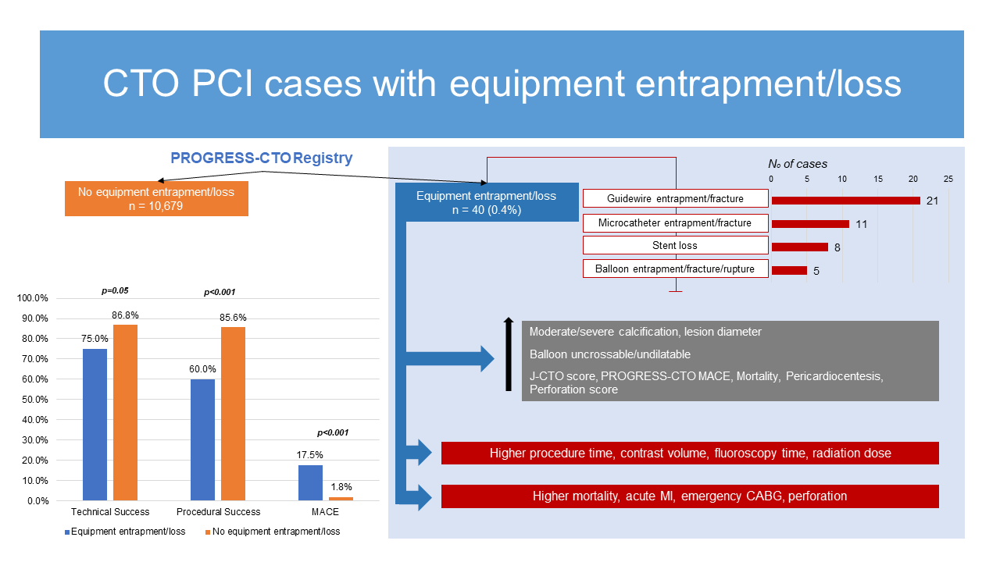 CTO PCI cases with equipment entrapment/loss
PROGRESS-CTO Registry
No equipment entrapment/loss
n = 10,679
Equipment entrapment/loss
n = 40 (0.4%)
Nₒ of cases
0 5 10 15 20 25
Guidewire entrapment/fracture 21
Microcatheter entrapment/fracture 11
Stent loss 8
Balloon entrapment/fracture/rupture 5
p=0.05
p<0.001
p<0.001
100.0%
90.0%
80.0%
70.0%
60.0%
50.0%
40.0%
30.0%
20.0%
10.0%
0.0%
75.0% 86.8%
60.0% 85.6%
17.5% 1.8%
Technical Success Procedural Success MACE
Equipment entrapment/loss No equipment entrapment/loss
Moderate/severe calcification, lesion diameter
Balloon uncrossable/undilatable
J-CTO score, PROGRESS-CTO MACE, Mortality, Pericardiocentesis,
Perforation score
Higher procedure time, contrast volume, fluoroscopy time, radiation dose
Higher mortality, acute MI, emergency CABG, perforation